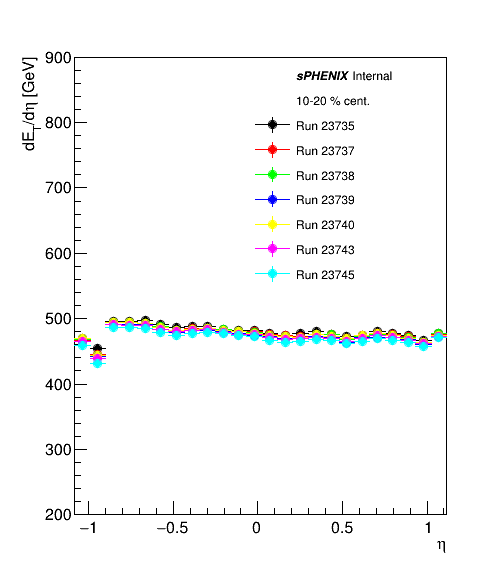 900
800
700
600
500
400
300
200
dE_T/dη [GeV]
sPHENIX Internal
10-20 % cent.
Run 23735
Run 23737
Run 23738
Run 23739
Run 23740
Run 23743
Run 23745
−1 −0.5 0 0.5 1
η